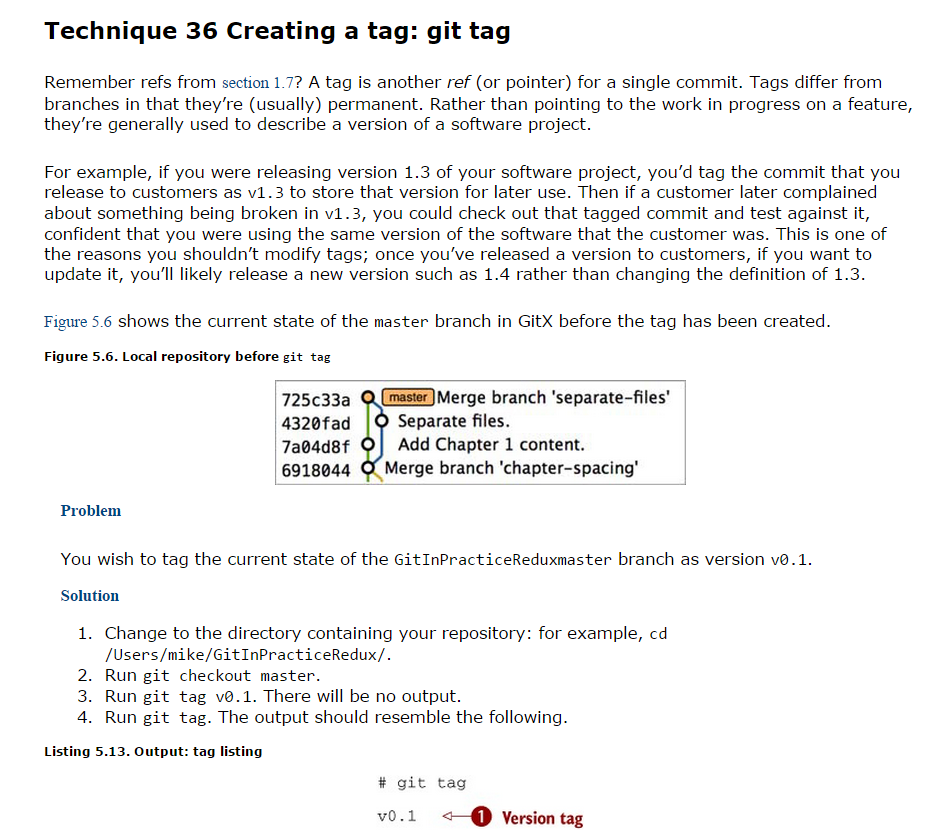 Technique 36 Creating a tag: git tag
Remember refs from section 1.7? A tag is another ref (or pointer) for a single commit. Tags differ from
branches in that they're (usually) permanent. Rather than pointing to the work in progress on a feature,
they're generally used to describe a version of a software project.
For example, if you were releasing version 1.3 of your software project, you'd tag the commit that you
release to customers as v1.3 to store that version for later use. Then if a customer later complained
about something being broken in v1.3, you could check out that tagged commit and test against it,
confident that you were using the same version of the software that the customer was. This is one of
the reasons you shouldn't modify tags; once you've released a version to customers, if you want to
update it, you'll likely release a new version such as 1.4 rather than changing the definition of 1.3.
Figure 5.6 shows the current state of the master branch in GitX before the tag has been created.
Figure 5.6. Local repository before git tag
725c33a master Merge branch 'separate-files'
4320fad Separate files.
7a04d8f Add Chapter 1 content.
6918044 Merge branch 'chapter-spacing'
Problem
You wish to tag the current state of the GitInPracticeReduxmaster branch as version v0.1.
Solution
1. Change to the directory containing your repository: for example, cd
/Users/mike/GitInPracticeRedux/.
2. Run git checkout master.
3. Run git tag v0.1. There will be no output.
4. Run git tag. The output should resemble the following.
Listing 5.13. Output: tag listing
# git tag
v0.1 1 Version tag